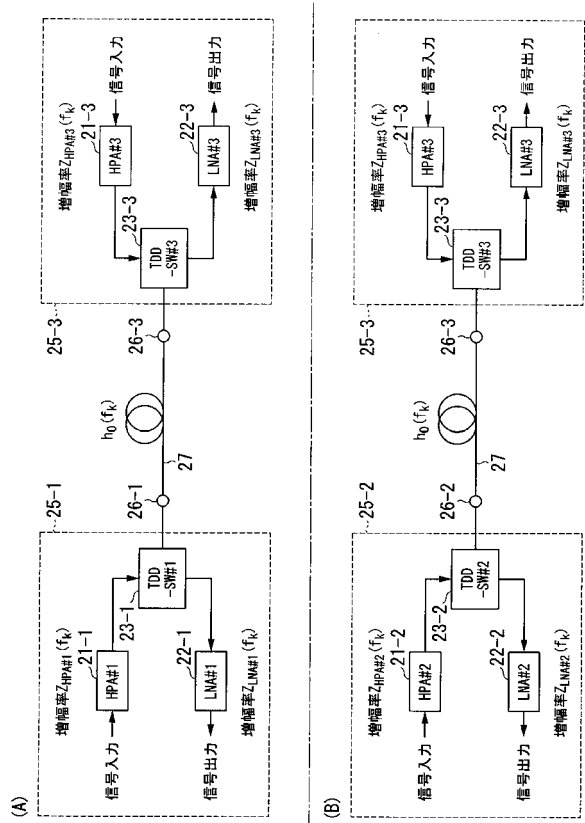 (A)
25-1
増幅率ZHPA#1(fk)
21-1
信号入力
HPA#1
23-1
TDD
-SW#1
26-1
27
h0(fk)
22-1
信号出力
LNA#1
増幅率ZLNA#1(fk)
25-3
26-3
増幅率ZHPA#3(fk)
21-3
HPA#3
信号入力
23-3
TDD
-SW#3
22-3
LNA#3
信号出力
増幅率ZLNA#3(fk)
(B)
25-2
増幅率ZHPA#2(fk)
21-2
信号入力
HPA#2
23-2
TDD
-SW#2
26-2
27
h0(fk)
22-2
信号出力
LNA#2
増幅率ZLNA#2(fk)
25-3
26-3
増幅率ZHPA#3(fk)
21-3
HPA#3
信号入力
23-3
TDD
-SW#3
22-3
LNA#3
信号出力
増幅率ZLNA#3(fk)